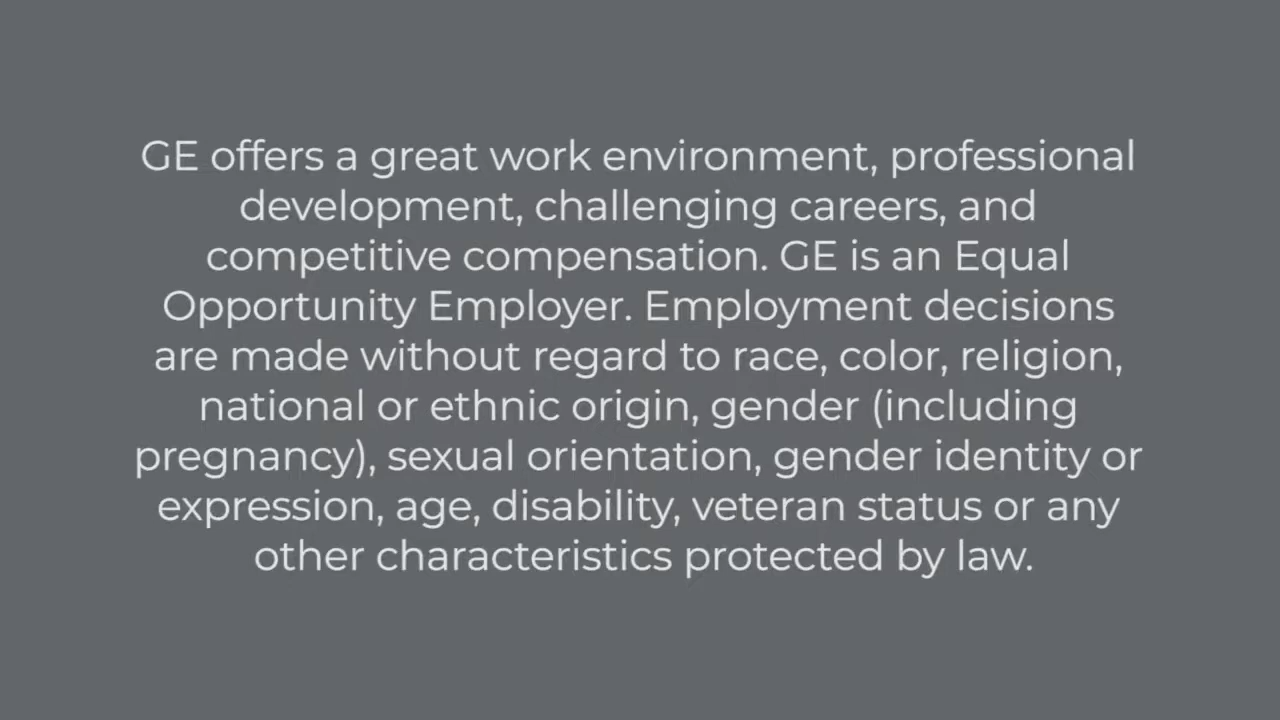 GE offers a great work environment, professional
development, challenging careers, and
competitive compensation. GE is an Equal
Opportunity Employer. Employment decisions
are made without regard to race, color, religion,
national or ethnic origin, gender (including
pregnancy), sexual orientation, gender identity or
expression, age, disability, veteran status or any
other characteristics protected by law.